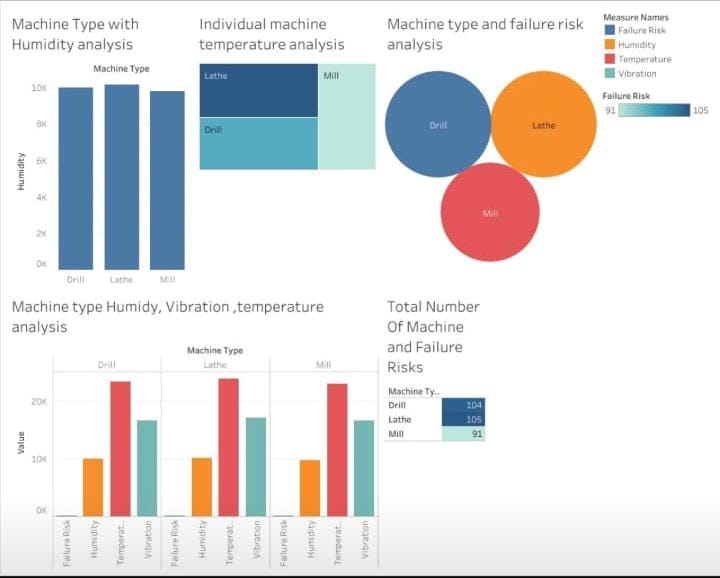 Machine Type with
Humidity analysis
Machine Type
Humidity
10K
8K
6K
4K
2K
0K
Drill
Lathe
Mill
Individual machine
temperature analysis
Lathe
Mill
Drill
Machine type and failure risk
analysis
Drill
Lathe
Mill
Measure Names
Failure Risk
Humidity
Temperature
Vibration
Failure Risk
91 105
Machine type Humidy, Vibration ,temperature
analysis
Machine Type
Drill Lathe Mill
Value
20K
10K
0K
Failure Risk
Humidity
Temperat..
Vibration
Failure Risk
Humidity
Temperat..
Vibration
Failure Risk
Humidity
Temperat..
Vibration
Total Number
Of Machine
and Failure
Risks
Machine Ty..
Drill 104
Lathe 105
Mill 91